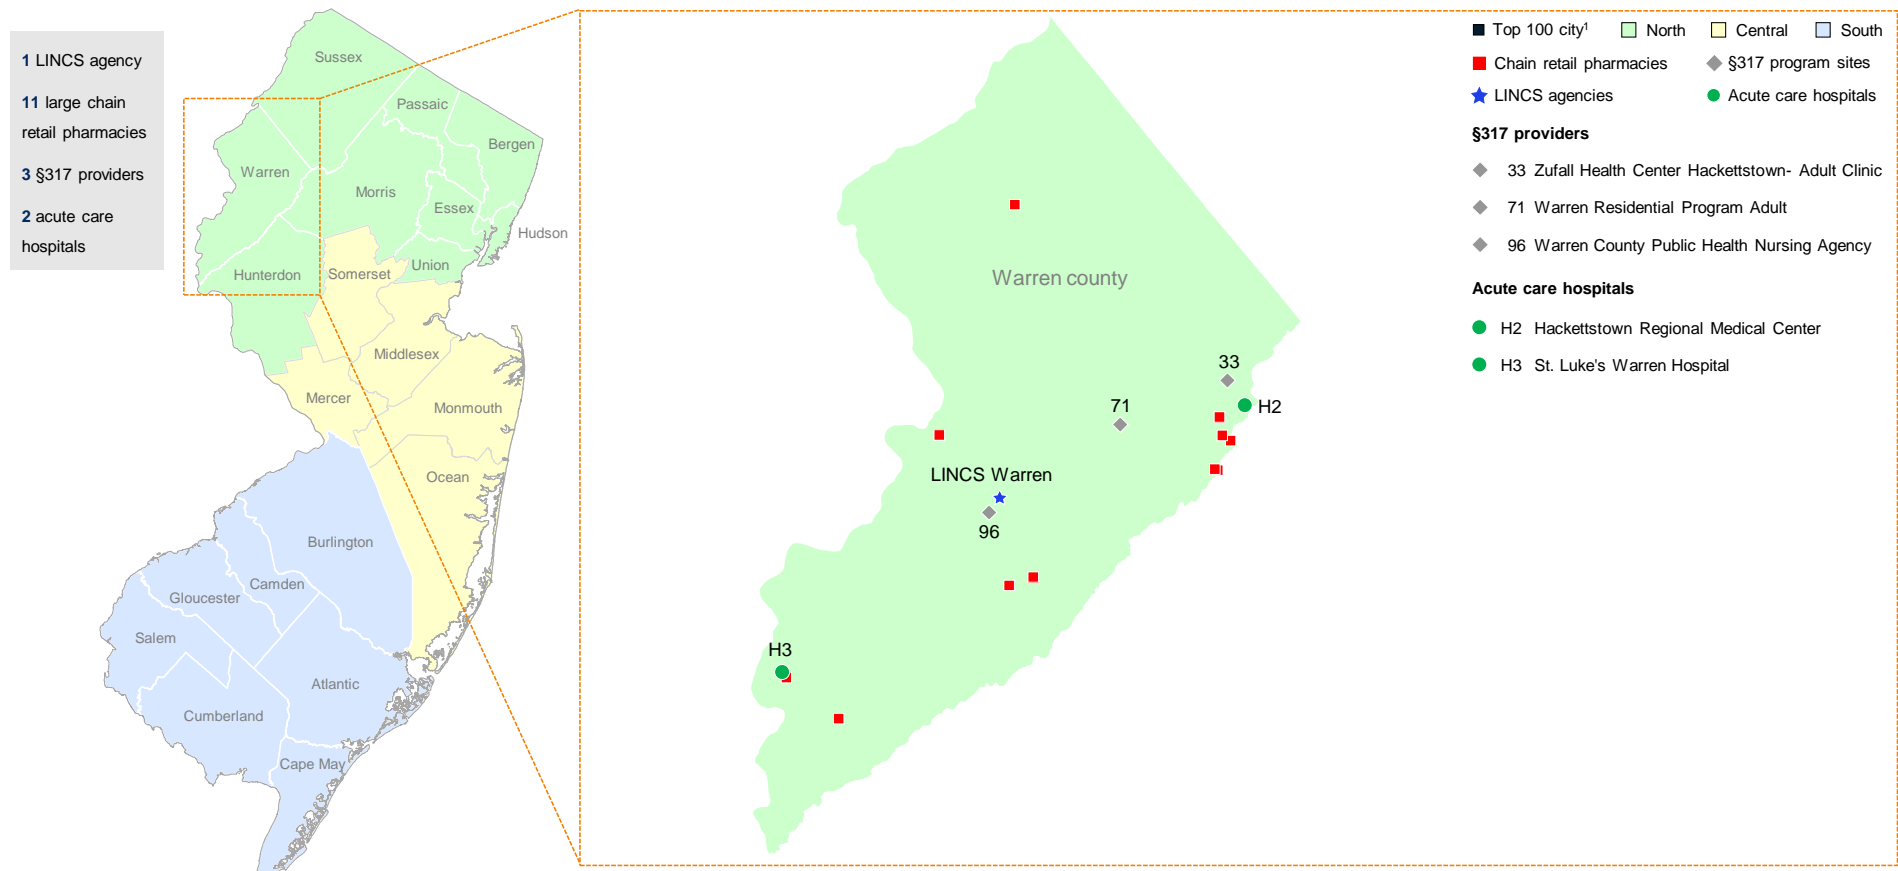 1 LINCS agency
11 large chain
retail pharmacies
3 §317 providers
2 acute care
hospitals
Sussex
Passaic
Bergen
Warren
Morris
Essex
Hudson
Hunterdon
Somerset
Union
Middlesex
Mercer
Monmouth
Ocean
Burlington
Camden
Gloucester
Salem
Atlantic
Cumberland
Cape May
Warren county
33
H2
71
LINCS Warren
96
H3
Top 100 city¹
North
Central
South
Chain retail pharmacies
§317 program sites
LINCS agencies
Acute care hospitals
§317 providers
33 Zufall Health Center Hackettstown- Adult Clinic
71 Warren Residential Program Adult
96 Warren County Public Health Nursing Agency
Acute care hospitals
H2 Hackettstown Regional Medical Center
H3 St. Luke's Warren Hospital